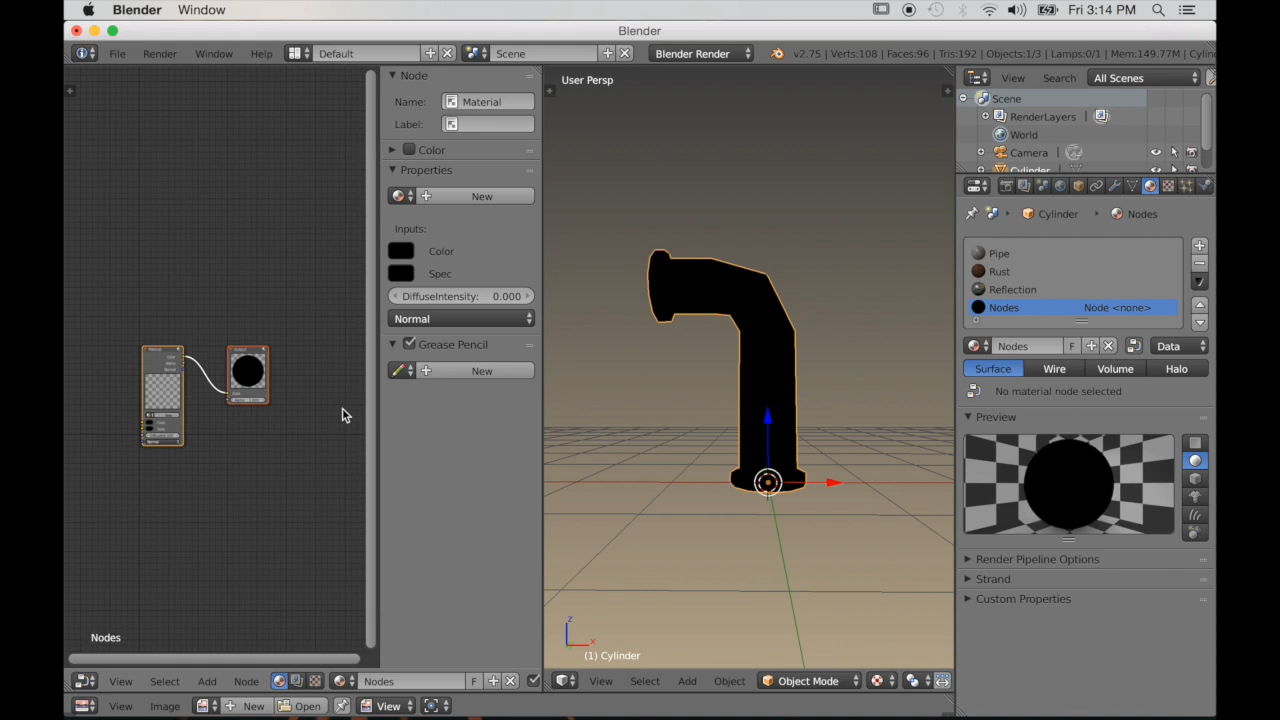 Blender Window Fri 3:14 PM
Blender
File Render Window Help Default Scene Blender Render v2.75 | Verts:108 | Faces:96 | Tris:192 | Objects:1/3 | Lamps:0/1 | Mem:149.77M |
Node
Name: Material
Label:
Color
Properties
New
Inputs:
Color
Spec
DiffuseIntensity: 0.000
Normal
Grease Pencil
New
Nodes
User Persp
(1) Cylinder
View Search All Scenes
Scene
RenderLayers |
World
Camera |
Cylinder
Cylinder Nodes
Pipe
Rust
Reflection
Nodes Node <none>
Nodes F Data
Surface Wire Volume Halo
No material node selected
Preview
Render Pipeline Options
Strand
Custom Properties
View Select Add Node Nodes F
View Select Add Object Object Mode
View Image New Open View